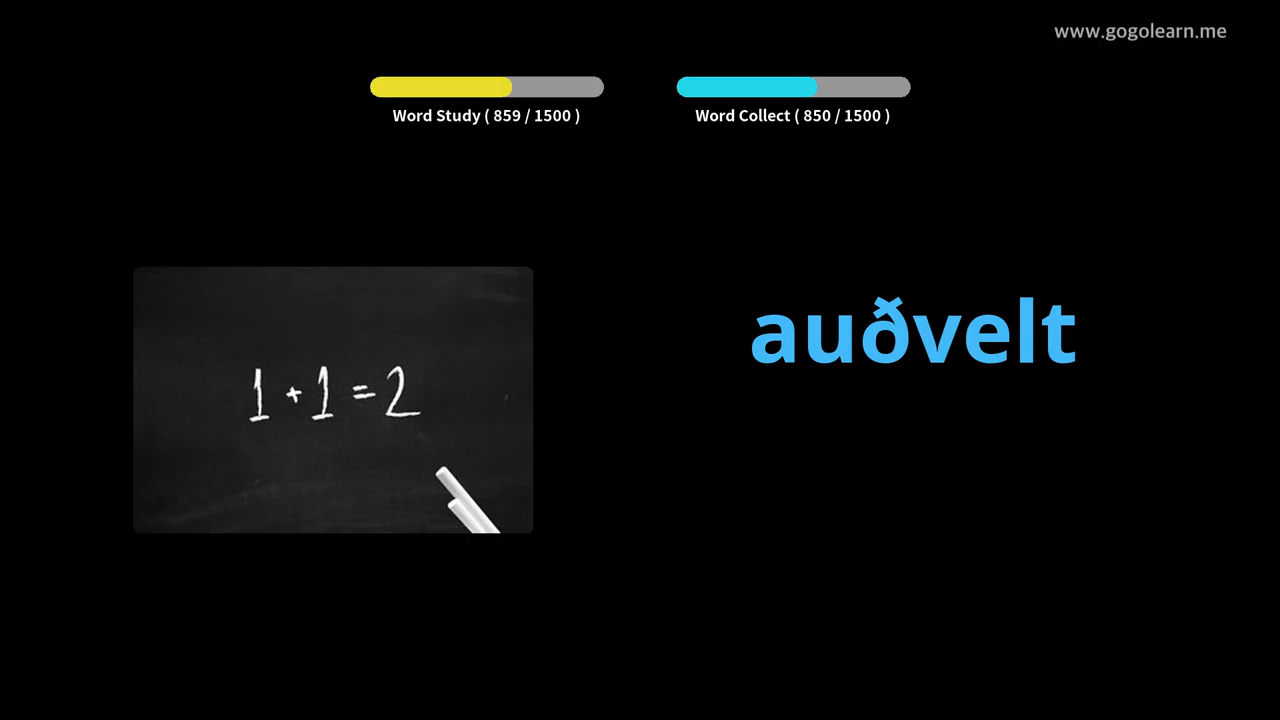 www.gogolearn.me
Word Study ( 859 / 1500 )
Word Collect ( 850 / 1500 )
auðvelt
1 + 1 = 2